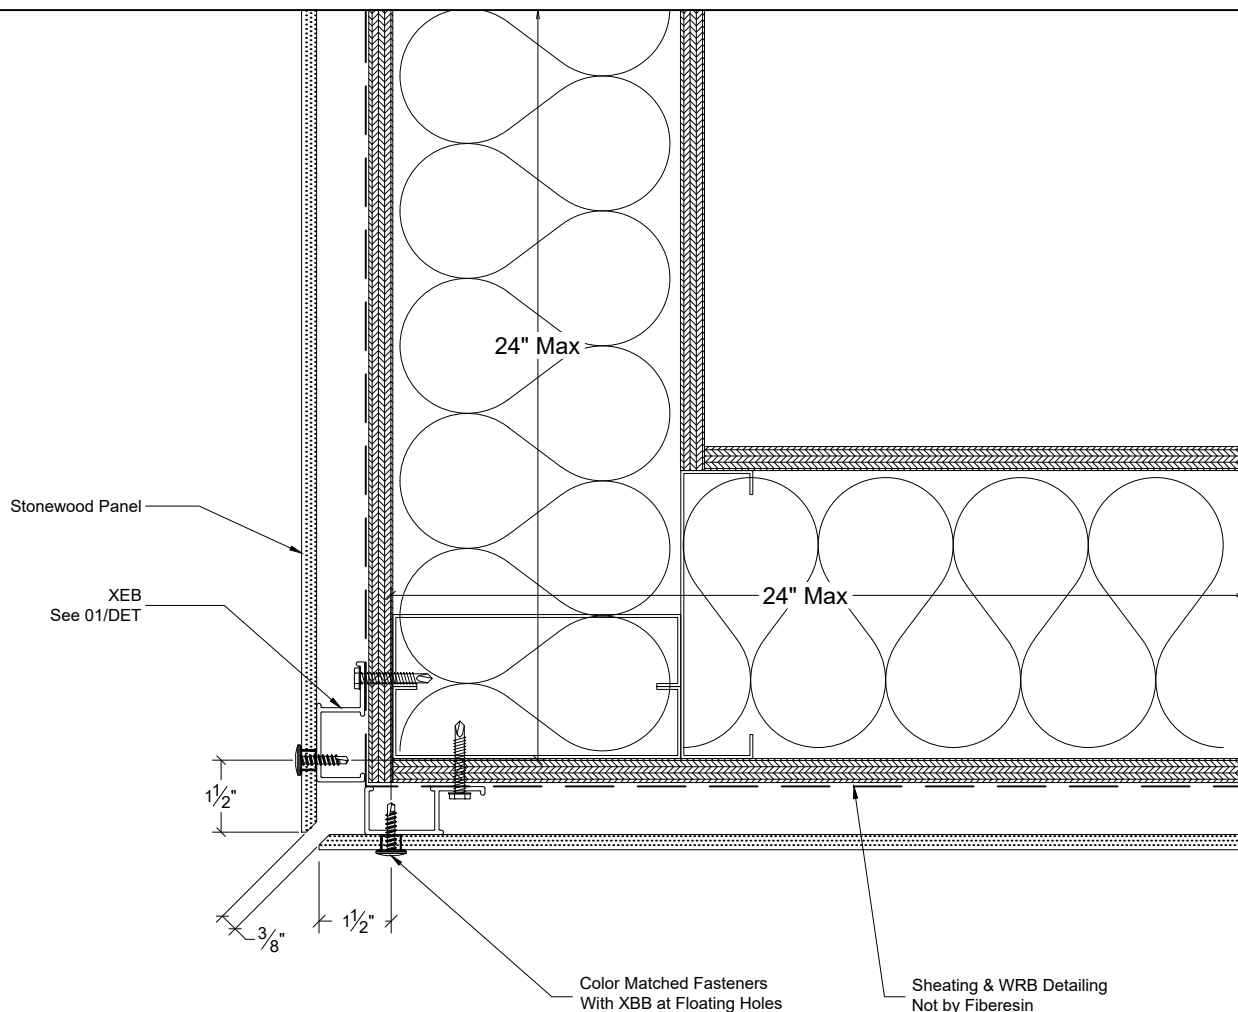 24" Max
Stonewood Panel
XEB
See 01/DET
24" Max
1½"
1½"
3/8"
Color Matched Fasteners
With XBB at Floating Holes
Sheating & WRB Detailing
Not by Fiberesin